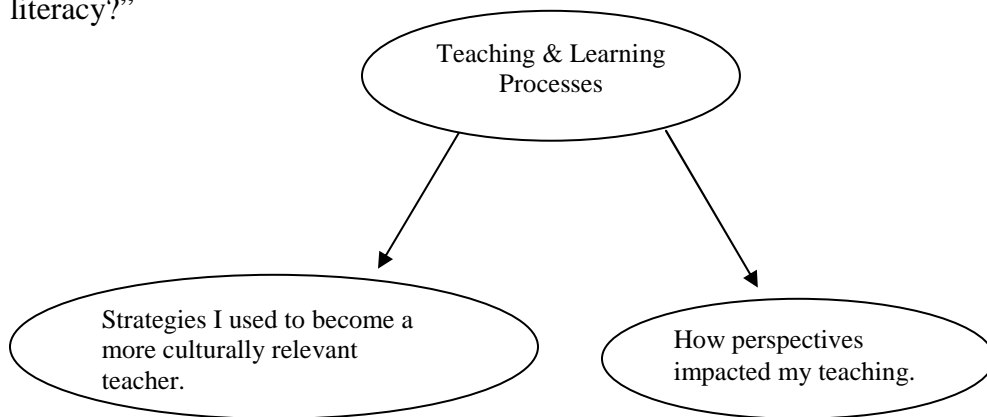 literacy?”
Teaching & Learning
Processes
Strategies I used to become a
more culturally relevant
teacher.
How perspectives
impacted my teaching.